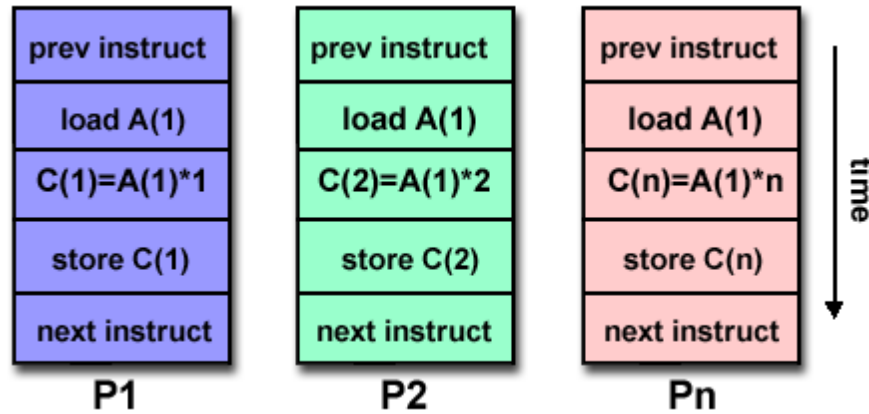 prev instruct
load A(1)
C(1)=A(1)*1
store C(1)
next instruct
P1
prev instruct
load A(1)
C(2)=A(1)*2
store C(2)
next instruct
P2
prev instruct
load A(1)
C(n)=A(1)*n
store C(n)
next instruct
Pn
time